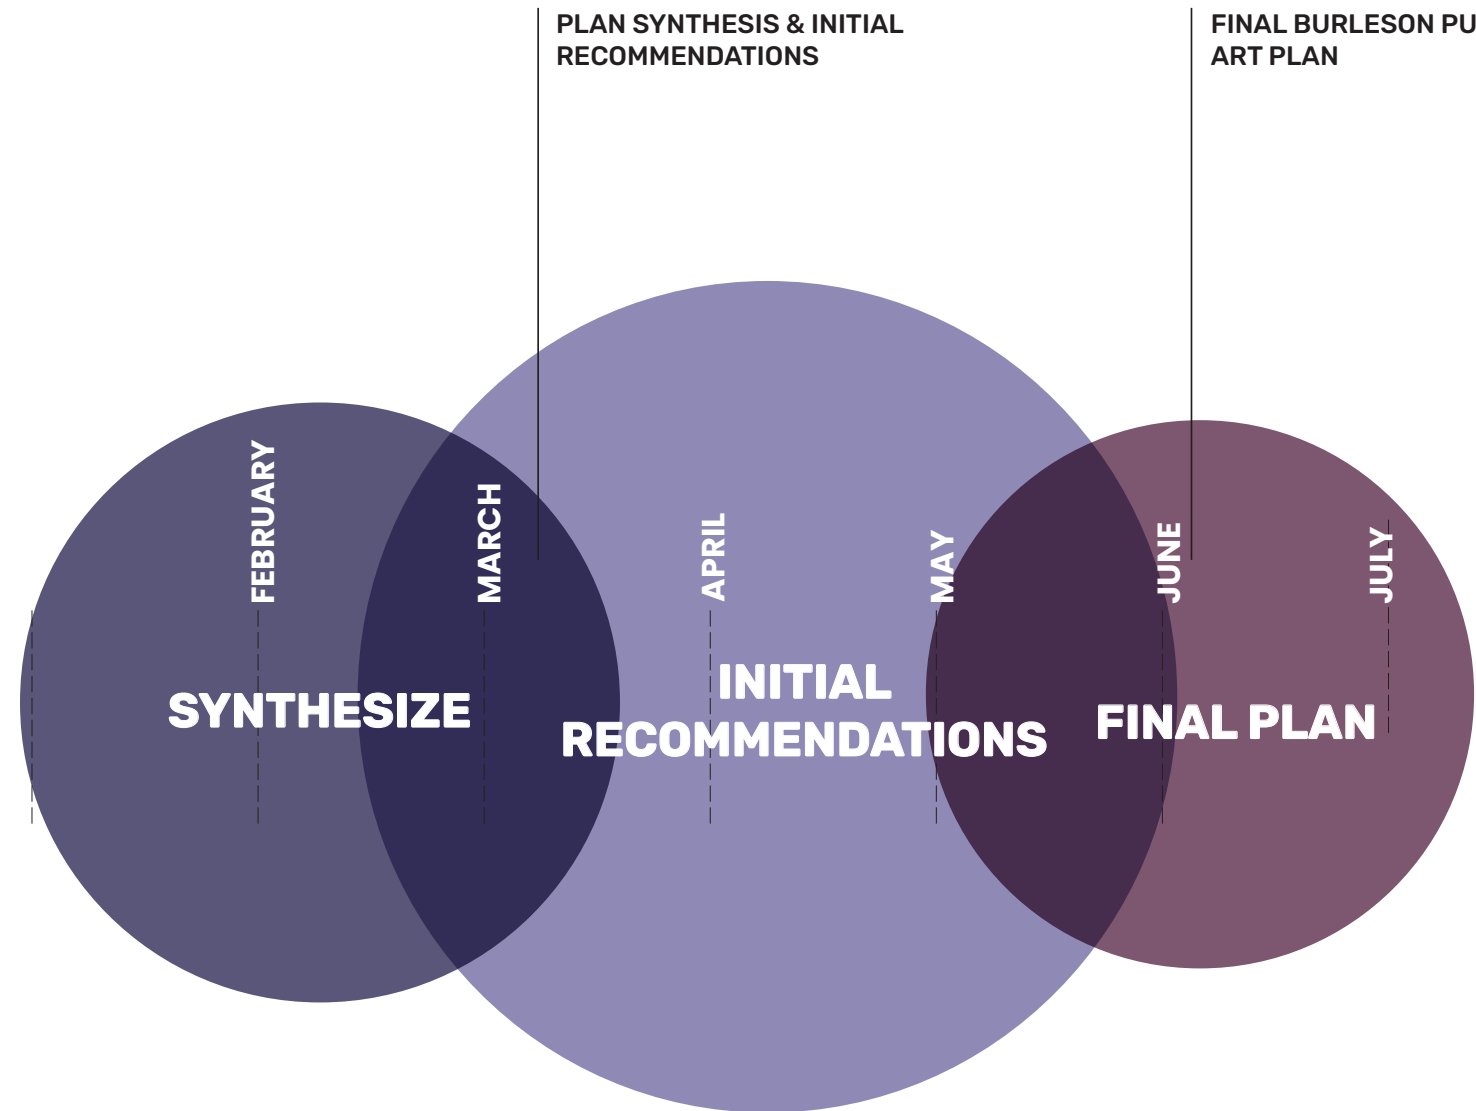 PLAN SYNTHESIS & INITIAL
RECOMMENDATIONS
FINAL BURLESON PU
ART PLAN
FEBRUARY
MARCH
APRIL
MAY
JUNE
JULY
SYNTHESIZE
INITIAL
RECOMMENDATIONS
FINAL PLAN